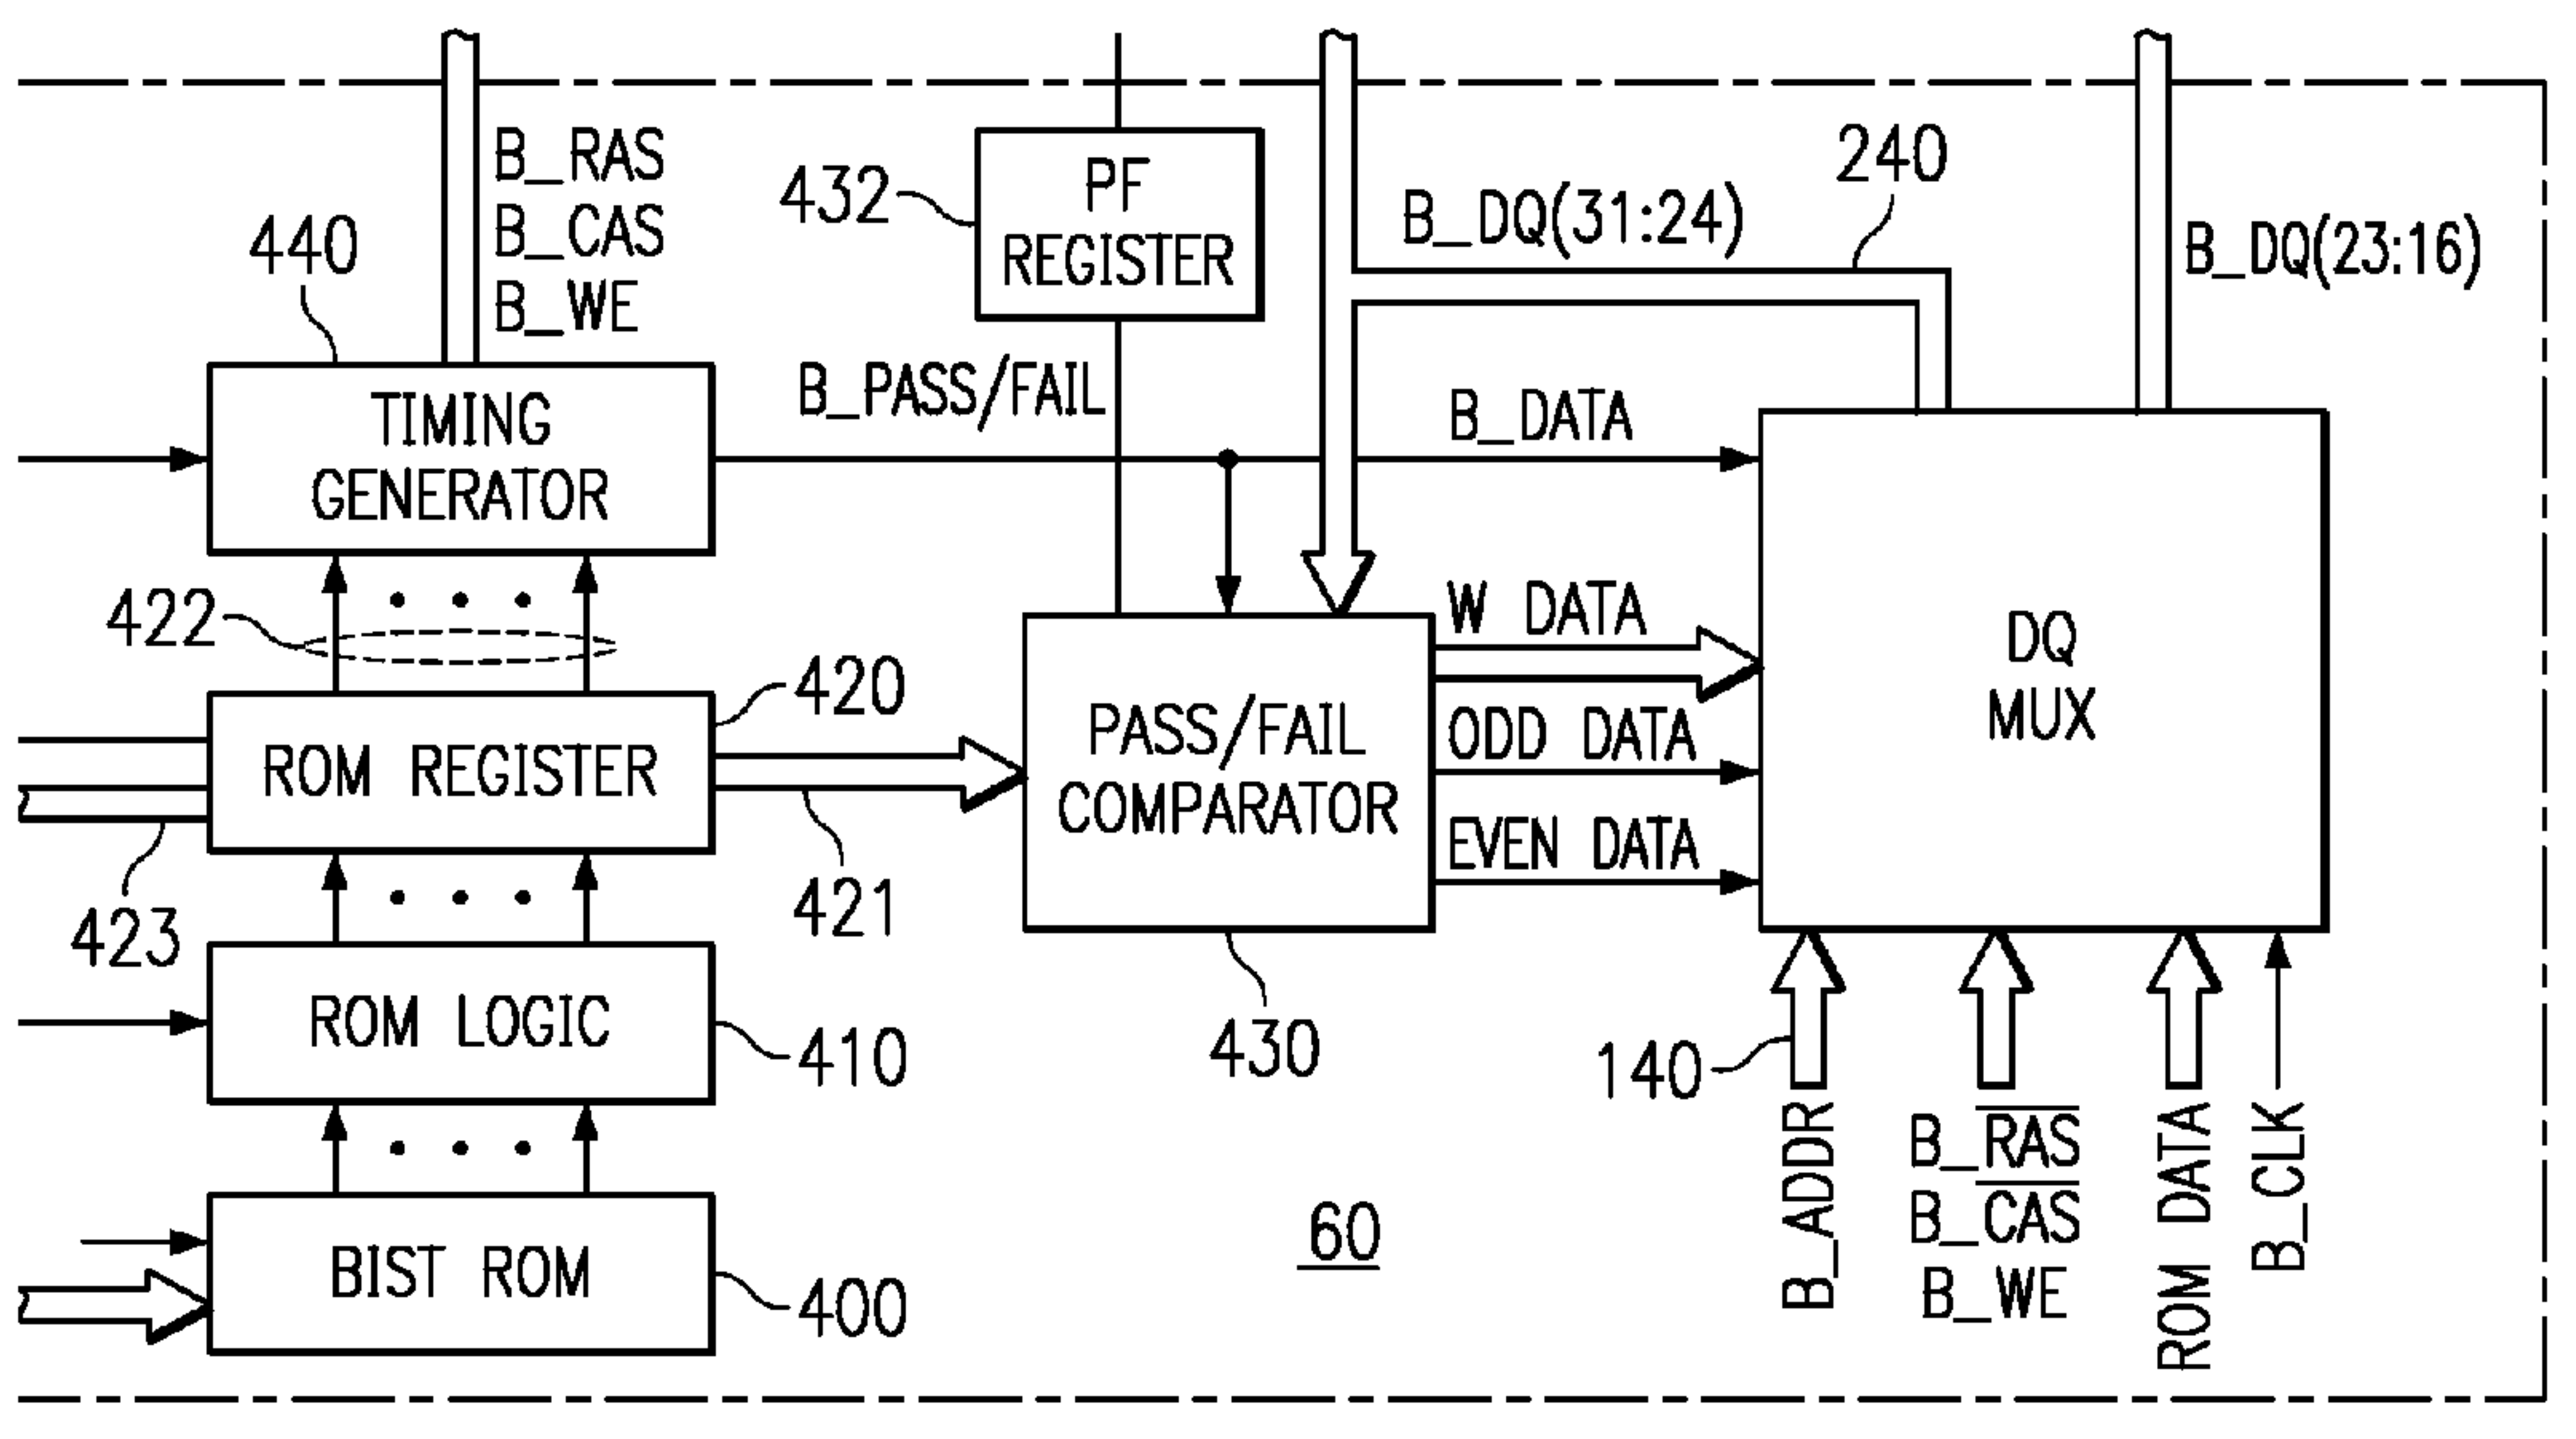 B_RAS
B_CAS
B_WE
440
TIMING
GENERATOR
432
PF
REGISTER
B_PASS/FAIL
B_DQ(31:24)
240
B_DQ(23:16)
B_DATA
422
420
ROM REGISTER
423
421
PASS/FAIL
COMPARATOR
430
W DATA
ODD DATA
EVEN DATA
DQ
MUX
ROM LOGIC
410
BIST ROM
400
60
140
B_ADDR
B_R̅A̅S̅
B_C̅A̅S̅
B_WE
ROM DATA
B_CLK